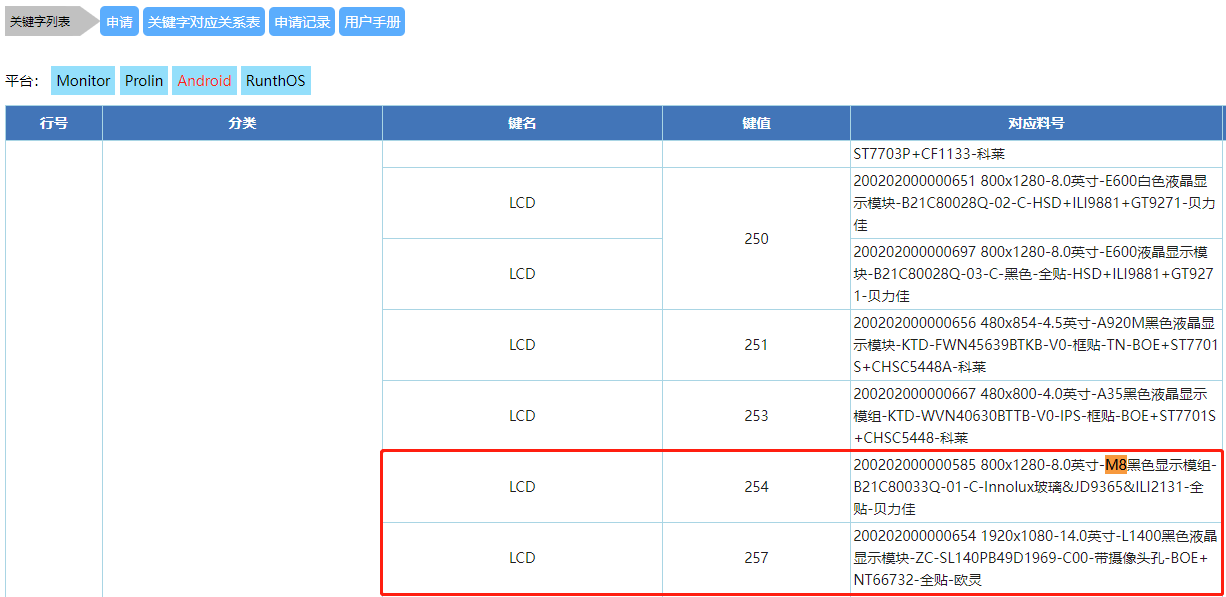 关键字列表 申请 关键字对应关系表 申请记录 用户手册
平台： Monitor Prolin Android RunthOS
行号 分类 键名 键值 对应料号
ST7703P+CF1133-科莱
LCD 250
200202000000651 800x1280-8.0英寸-E600白色液晶显
示模块-B21C80028Q-02-C-HSD+ILI9881+GT9271-贝力
佳
LCD
200202000000697 800x1280-8.0英寸-E600液晶显示模
块-B21C80028Q-03-C-黑色-全贴-HSD+ILI9881+GT927
1-贝力佳
LCD 251
200202000000656 480x854-4.5英寸-A920M黑色液晶显
示模块-KTD-FWN45639BTKB-V0-框贴-TN-BOE+ST7701
S+CHSC5448A-科莱
LCD 253
200202000000667 480x800-4.0英寸-A35黑色液晶显示
模组-KTD-WVN40630BTTB-V0-IPS-框贴-BOE+ST7701S
+CHSC5448-科莱
LCD 254
200202000000585 800x1280-8.0英寸-M8黑色显示模组-
B21C80033Q-01-C-Innolux玻璃&JD9365&ILI2131-全
贴-贝力佳
LCD 257
200202000000654 1920x1080-14.0英寸-L1400黑色液晶
显示模块-ZC-SL140PB49D1969-C00-带摄像头孔-BOE+
NT66732-全贴-欧灵